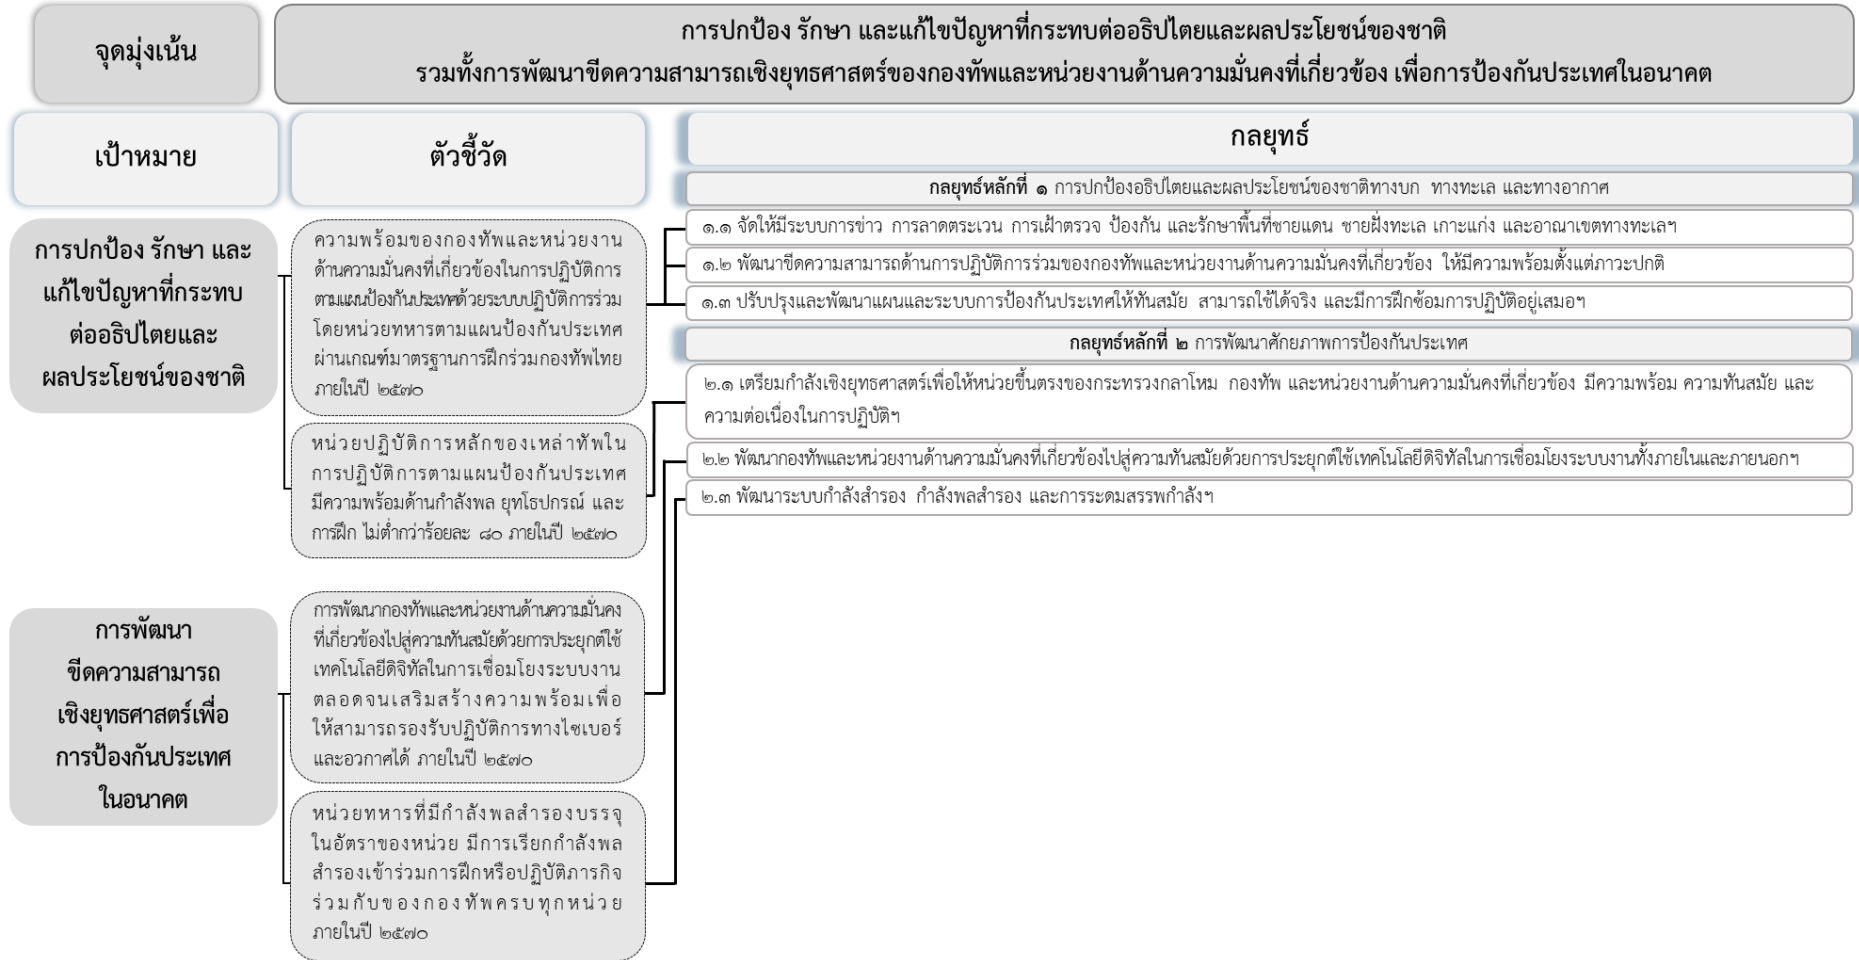 จุดมุ่งเน้น
การปกป้อง รักษา และแก้ไขปัญหาที่กระทบต่ออธิปไตยและผลประโยชน์ของชาติ
รวมทั้งการพัฒนาขีดความสามารถเชิงยุทธศาสตร์ของกองทัพและหน่วยงานด้านความมั่นคงที่เกี่ยวข้อง เพื่อการป้องกันประเทศในอนาคต
เป้าหมาย
ตัวชี้วัด
กลยุทธ์
การปกป้อง รักษา และ
แก้ไขปัญหาที่กระทบ
ต่ออธิปไตยและ
ผลประโยชน์ของชาติ
ความพร้อมของกองทัพและหน่วยงาน
ด้านความมั่นคงที่เกี่ยวข้องในการปฏิบัติการ
ตามแผนป้องกันประเทศด้วยระบบปฏิบัติการร่วม
โดยหน่วยทหารตามแผนป้องกันประเทศ
ผ่านเกณฑ์มาตรฐานการฝึกร่วมกองทัพไทย
ภายในปี ๒๕๗๐
หน่วยปฏิบัติการหลักของเหล่าทัพใน
การปฏิบัติการตามแผนป้องกันประเทศ
มีความพร้อมด้านกำลังพล ยุทโธปกรณ์ และ
การฝึก ไม่ต่ำกว่าร้อยละ ๘๐ ภายในปี ๒๕๗๐
กลยุทธ์หลักที่ ๑ การปกป้องอธิปไตยและผลประโยชน์ของชาติทางบก ทางทะเล และทางอากาศ
๑.๑ จัดให้มีระบบการข่าว การลาดตระเวน การเฝ้าตรวจ ป้องกัน และรักษาพื้นที่ชายแดน ชายฝั่งทะเล เกาะแก่ง และอาณาเขตทางทะเลฯ
๑.๒ พัฒนาขีดความสามารถด้านการปฏิบัติการร่วมของกองทัพและหน่วยงานด้านความมั่นคงที่เกี่ยวข้อง ให้มีความพร้อมตั้งแต่ภาวะปกติ
๑.๓ ปรับปรุงและพัฒนาแผนและระบบการป้องกันประเทศให้ทันสมัย สามารถใช้ได้จริง และมีการฝึกซ้อมการปฏิบัติอยู่เสมอฯ
กลยุทธ์หลักที่ ๒ การพัฒนาศักยภาพการป้องกันประเทศ
๒.๑ เตรียมกำลังเชิงยุทธศาสตร์เพื่อให้หน่วยขึ้นตรงของกระทรวงกลาโหม กองทัพ และหน่วยงานด้านความมั่นคงที่เกี่ยวข้อง มีความพร้อม ความทันสมัย และ
ความต่อเนื่องในการปฏิบัติฯ
๒.๒ พัฒนากองทัพและหน่วยงานด้านความมั่นคงที่เกี่ยวข้องไปสู่ความทันสมัยด้วยการประยุกต์ใช้เทคโนโลยีดิจิทัลในการเชื่อมโยงระบบงานทั้งภายในและภายนอกฯ
๒.๓ พัฒนาระบบกำลังสำรอง กำลังพลสำรอง และการระดมสรรพกำลังฯ
การพัฒนา
ขีดความสามารถ
เชิงยุทธศาสตร์เพื่อ
การป้องกันประเทศ
ในอนาคต
การพัฒนากองทัพและหน่วยงานด้านความมั่นคง
ที่เกี่ยวข้องไปสู่ความทันสมัยด้วยการประยุกต์ใช้
เทคโนโลยีดิจิทัลในการเชื่อมโยงระบบงาน
ตลอดจนเสริมสร้างความพร้อมเพื่อ
ให้สามารถรองรับปฏิบัติการทางไซเบอร์
และอวกาศได้ ภายในปี ๒๕๗๐
หน่วยทหารที่มีกำลังพลสำรองบรรจุ
ในอัตราของหน่วย มีการเรียกกำลังพล
สำรองเข้าร่วมการฝึกหรือปฏิบัติภารกิจ
ร่วมกับของกองทัพครบทุกหน่วย
ภายในปี ๒๕๗๐